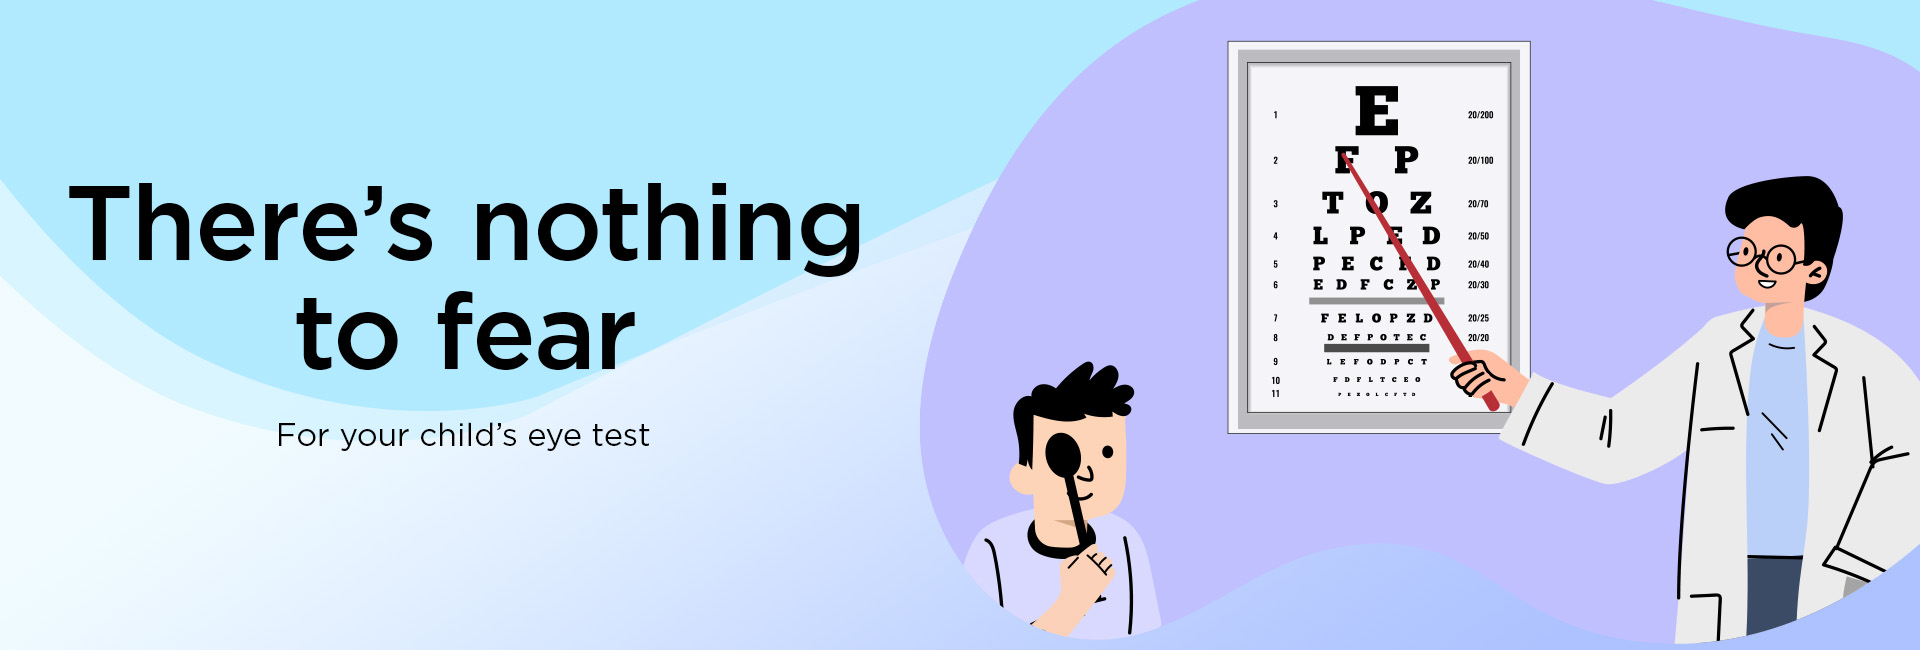 There’s nothing
to fear
For your child’s eye test
1 E 20/200
2 F P 20/100
3 T O Z 20/70
4 L P E D 20/50
5 P E C F D 20/40
6 E D F C Z P 20/30
7 F E L O P Z D 20/25
8 D E F P O T E C 20/20
9 L E F O D P C T
10 F D P L T C E O
11 P E Z O L C F T D